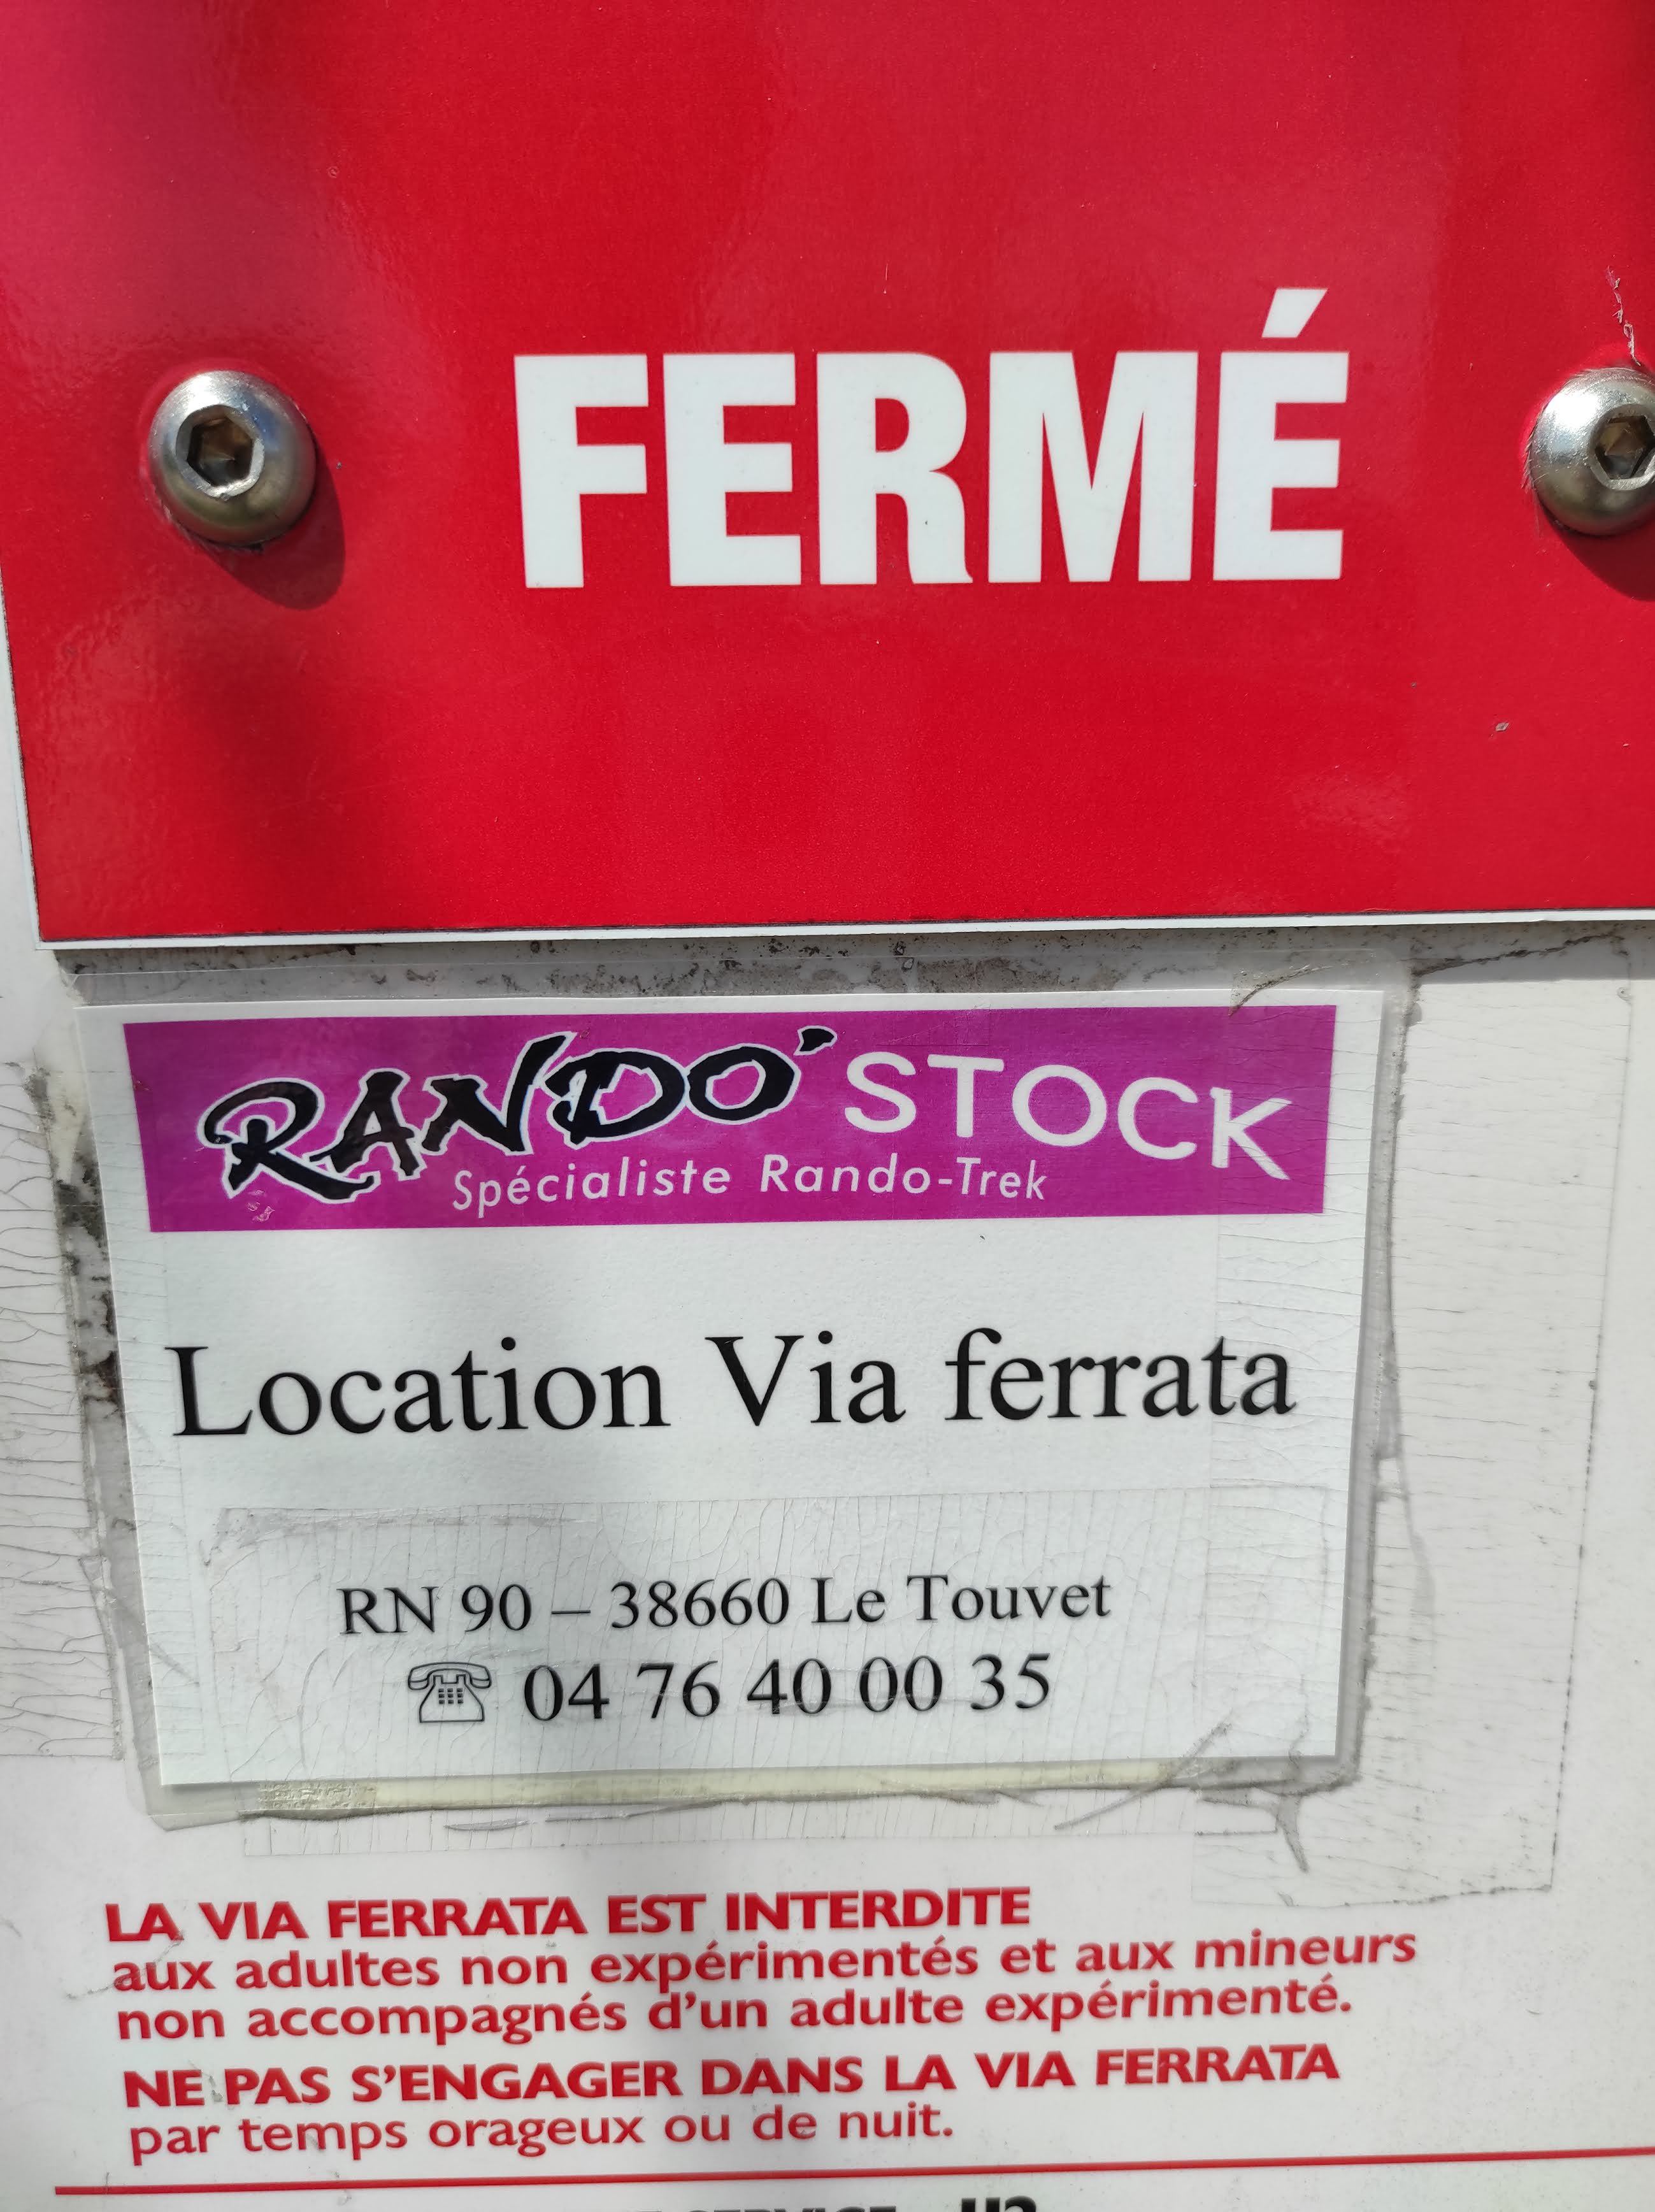 FERMÉ
RANDO' STOCK
Spécialiste Rando-Trek
Location Via ferrata
RN 90 – 38660 Le Touvet
☏ 04 76 40 00 35
LA VIA FERRATA EST INTERDITE
aux adultes non expérimentés et aux mineurs
non accompagnés d'un adulte expérimenté.
NE PAS S'ENGAGER DANS LA VIA FERRATA
par temps orageux ou de nuit.